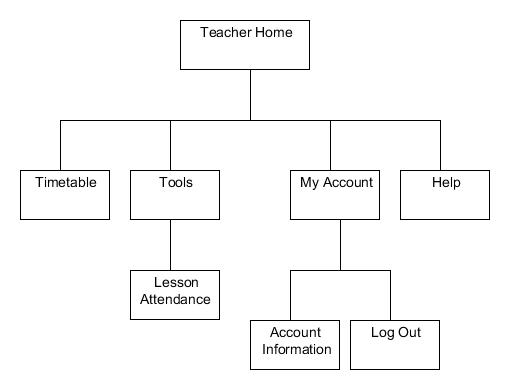 Teacher Home
Timetable
Tools
My Account
Help
Lesson
Attendance
Account
Information
Log Out